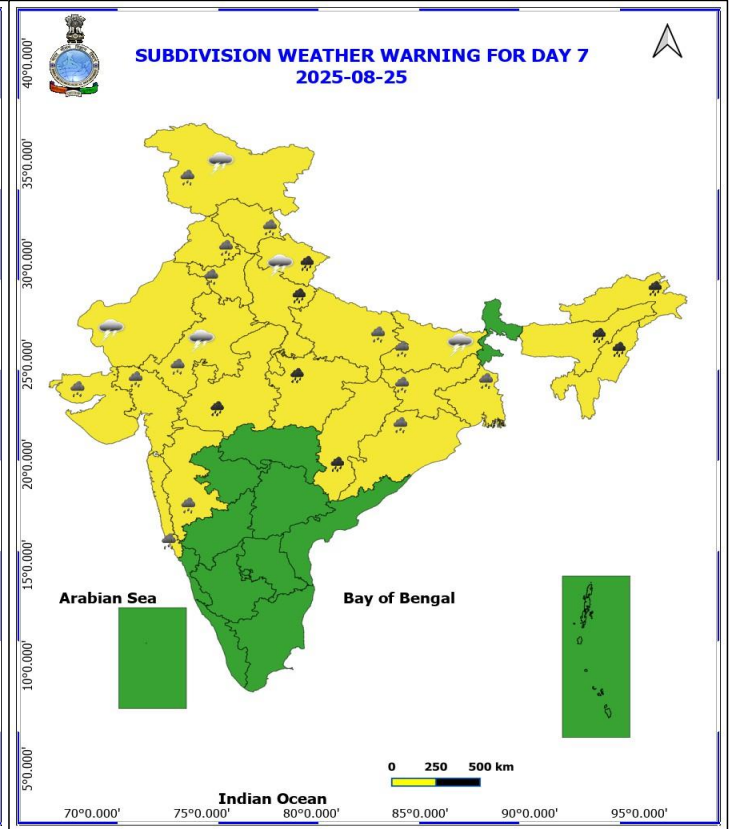 SUBDIVISION WEATHER WARNING FOR DAY 7
2025-08-25
40°0.000'
35°0.000'
30°0.000'
25°0.000'
20°0.000'
15°0.000'
10°0.000'
5°0.000'
Arabian Sea
Bay of Bengal
0 250 500 km
Indian Ocean
70°0.000' 75°0.000' 80°0.000' 85°0.000' 90°0.000' 95°0.000'